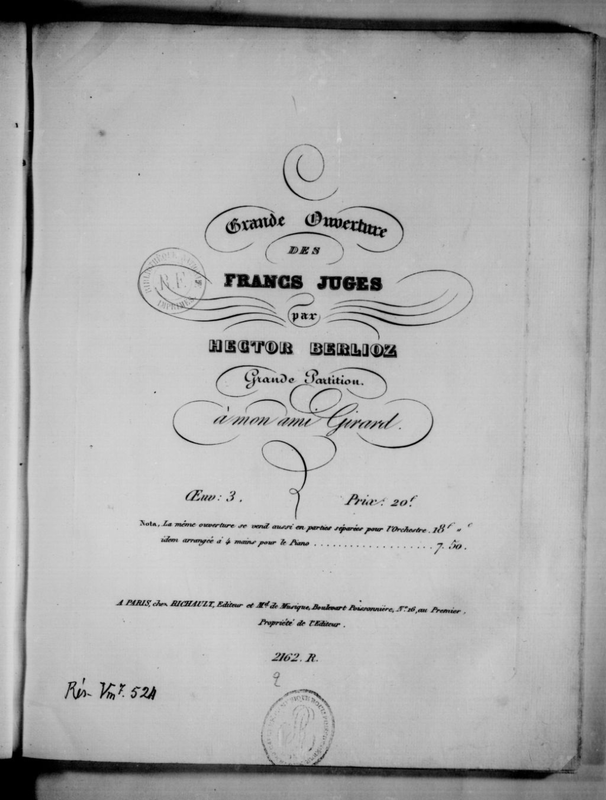 Grande Ouverture
DES
FRANCS JUGES
par
HECTOR BERLIOZ
Grande Partition.
à mon ami Girard.
Œuv: 3. Prix: 20f.
Nota. La même ouverture se vend aussi en parties séparées pour l'Orchestre. 18f "c
idem arrangée à 4 mains pour le Piano .................. 7. 50.
A PARIS, chez RICHAULT, Editeur et Md. de Musique, Boulevart Poissonnière, No. 16, au Premier.
Propriété de l'Editeur.
2162. R.
2
Rés. Vm7. 524